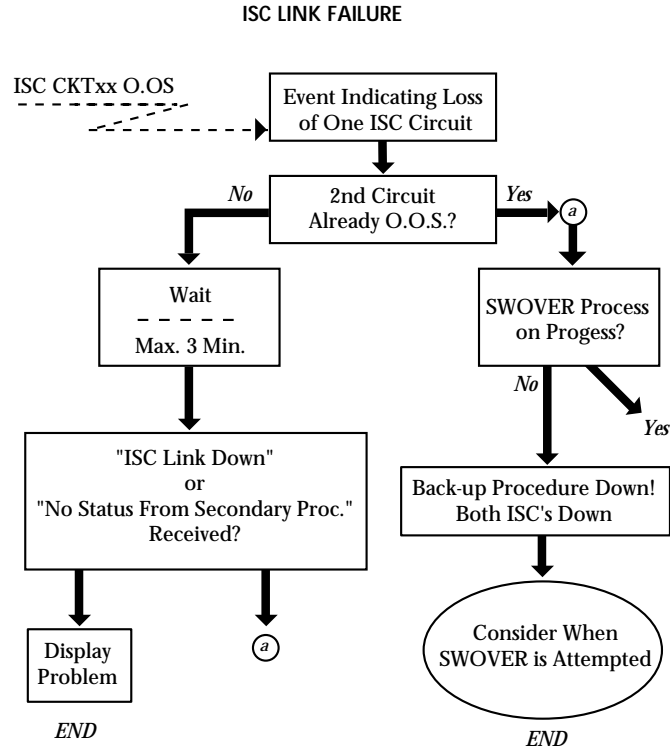 ISC LINK FAILURE
ISC CKTxx O.OS
Event Indicating Loss
of One ISC Circuit
No
2nd Circuit
Already O.O.S.?
Yes
a
Wait
Max. 3 Min.
SWOVER Process
on Progess?
No
Yes
"ISC Link Down"
or
"No Status From Secondary Proc."
Received?
Back-up Procedure Down!
Both ISC's Down
Display
Problem
a
Consider When
SWOVER is Attempted
END
END